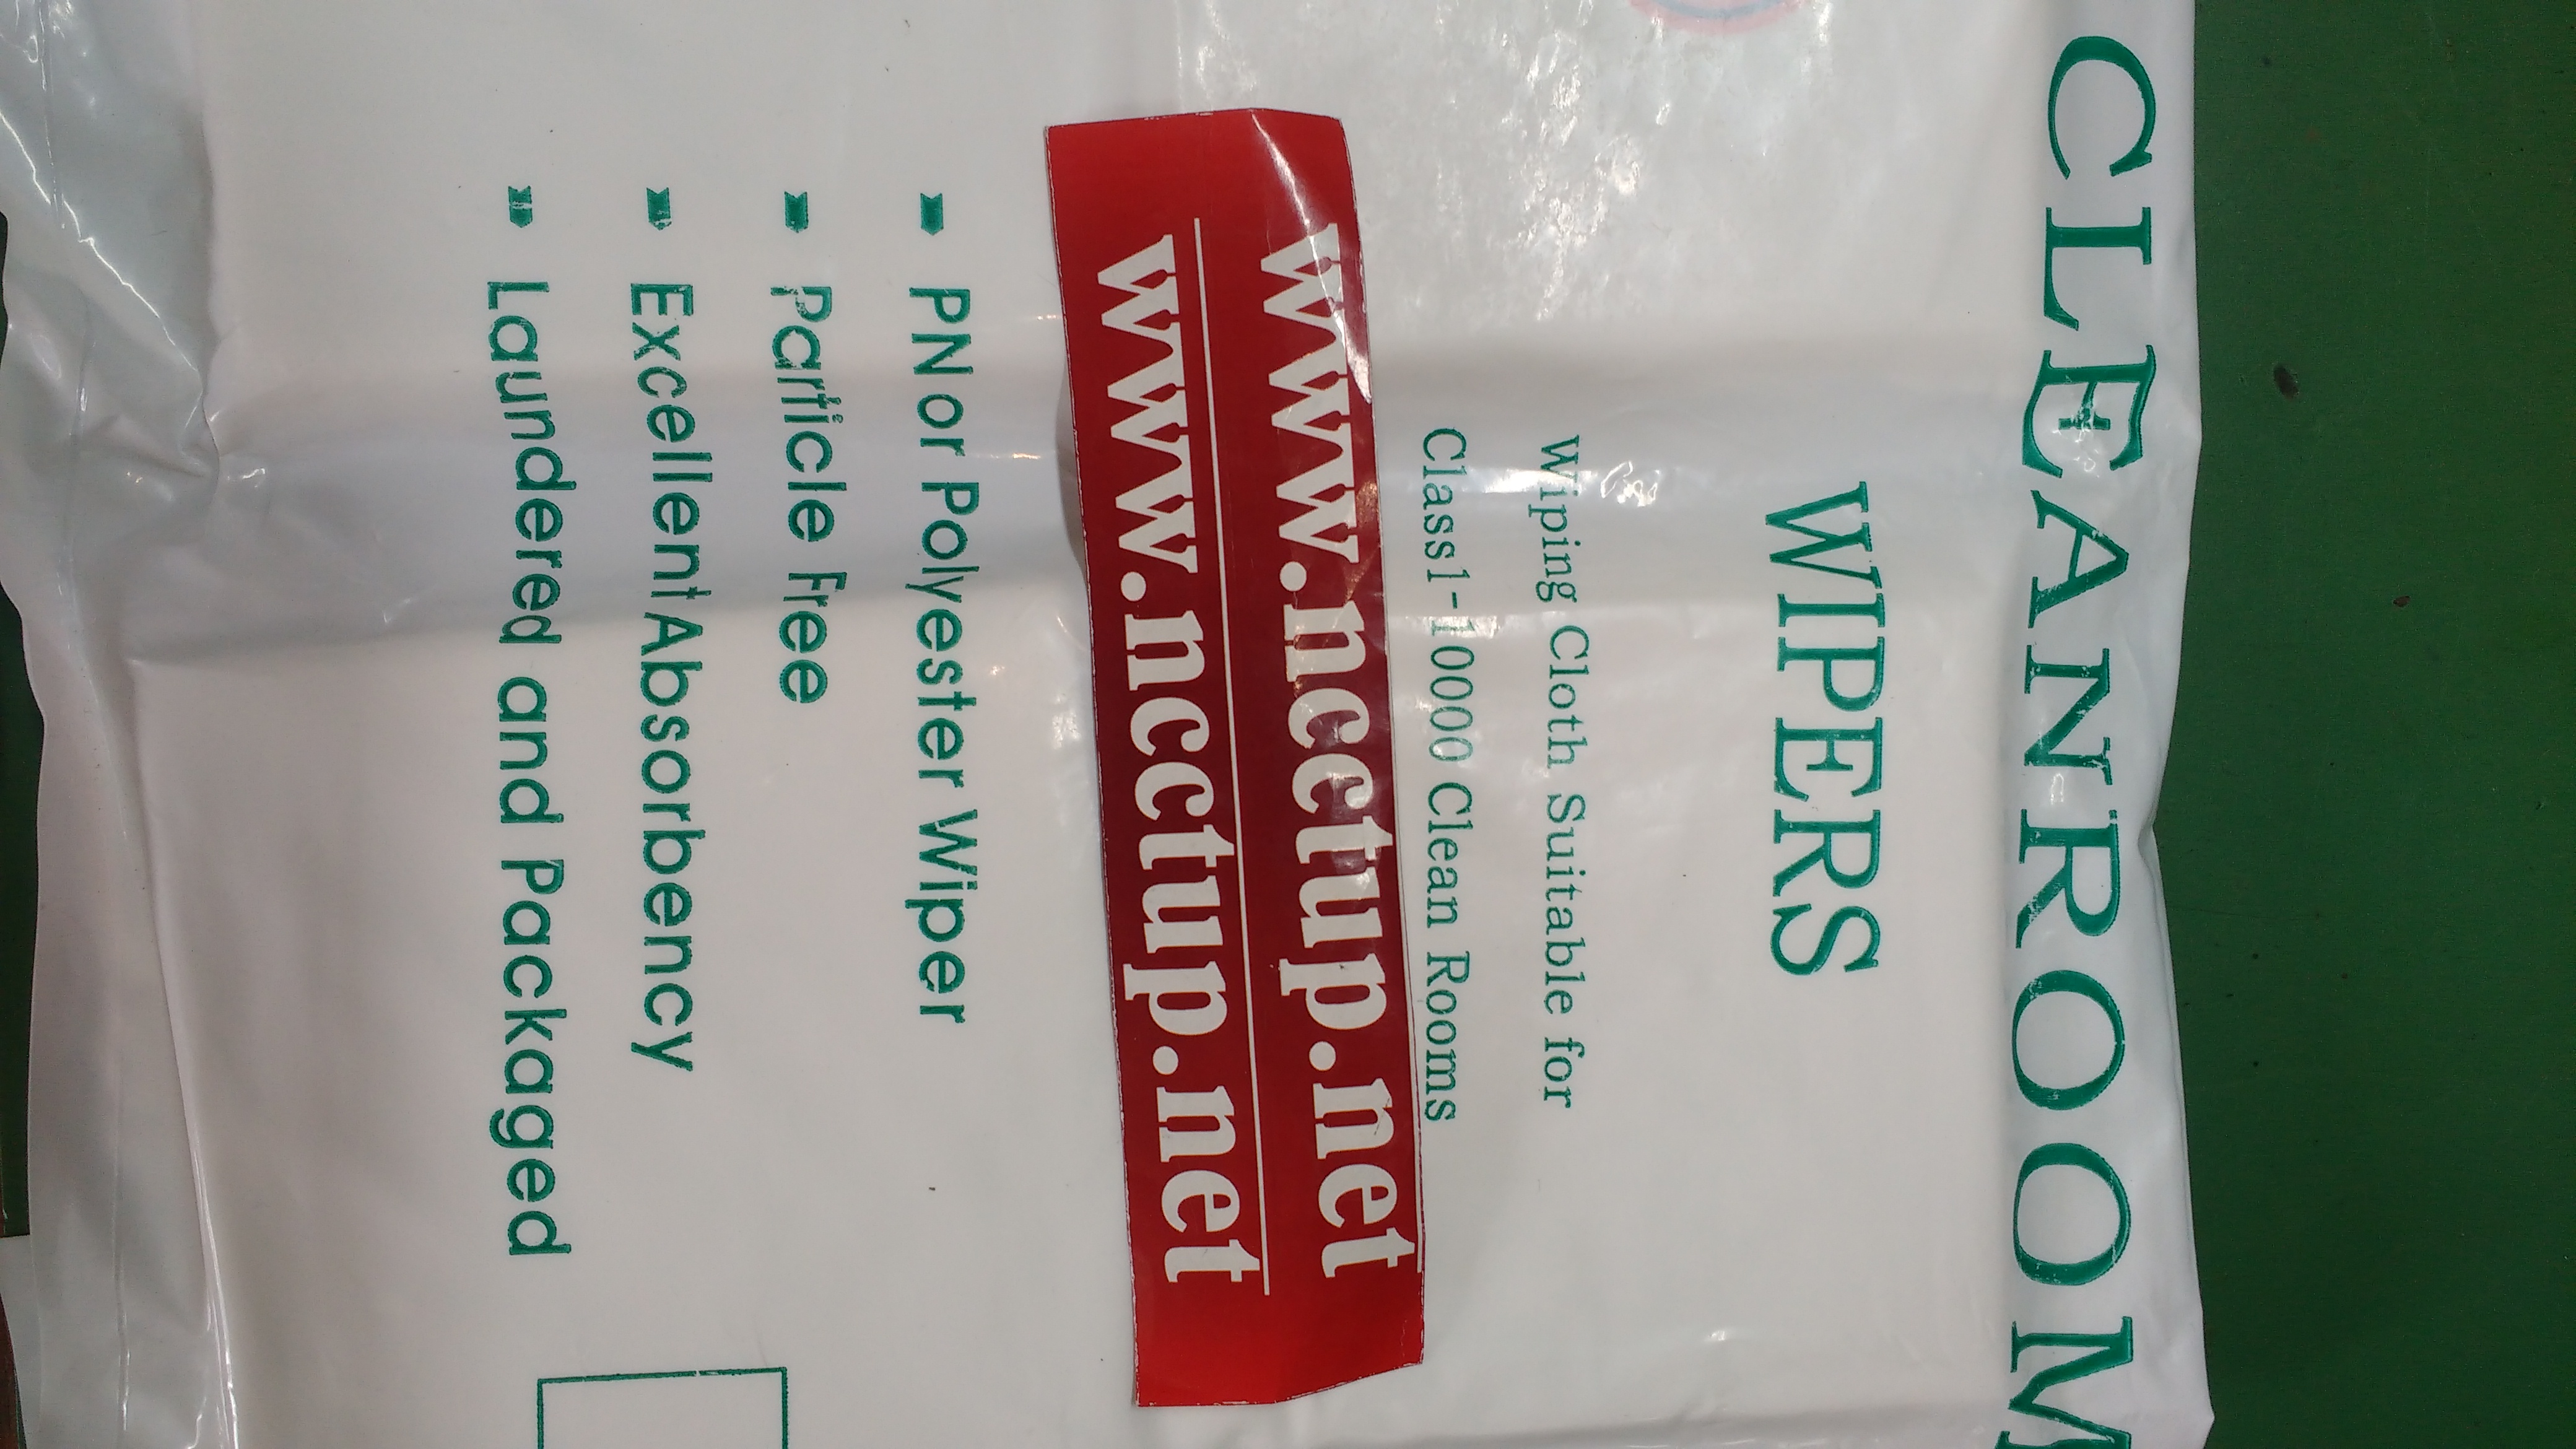 CLEANROOM
WIPERS
Wiping Cloth Suitable for
Class1-10000 Clean Rooms
www.ncctup.net
www.ncctup.net
PN or Polyester Wiper
Particle Free
Excellent Absorbency
Laundered and Packaged